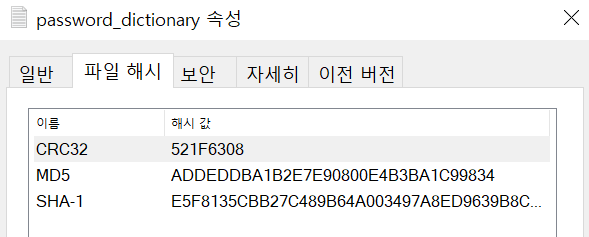 password_dictionary 속성
일반 파일 해시 보안 자세히 이전 버전
이름 해시 값
CRC32 521F6308
MD5 ADDEDDBA1B2E7E90800E4B3BA1C99834
SHA-1 E5F8135CBB27C489B64A003497A8ED9639B8C...